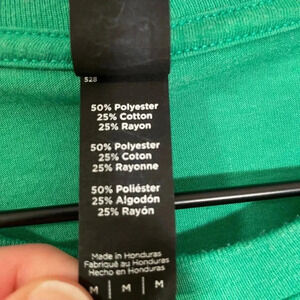 528
50% Polyester
25% Cotton
25% Rayon
50% Polyester
25% Coton
25% Rayonne
50% Poliéster
25% Algodón
25% Rayón
Made in Honduras
Fabriqué au Honduras
Hecho en Honduras
M M M